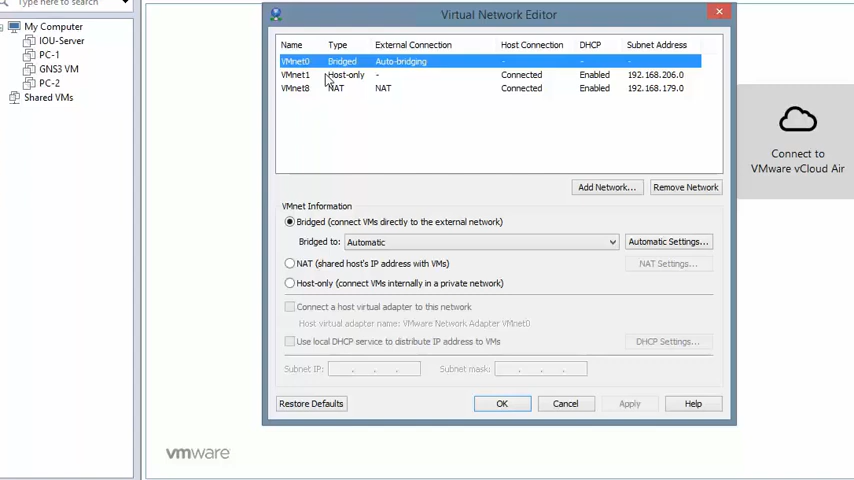 Type here to search
My Computer
IOU-Server
PC-1
GNS3 VM
PC-2
Shared VMs
Virtual Network Editor
Name Type External Connection Host Connection DHCP Subnet Address
VMnet0 Bridged Auto-bridging - - -
VMnet1 Host-only - Connected Enabled 192.168.206.0
VMnet8 NAT NAT Connected Enabled 192.168.179.0
Add Network... Remove Network
VMnet Information
Bridged (connect VMs directly to the external network)
Bridged to: Automatic Automatic Settings...
NAT (shared host's IP address with VMs) NAT Settings...
Host-only (connect VMs internally in a private network)
Connect a host virtual adapter to this network
Host virtual adapter name: VMware Network Adapter VMnet0
Use local DHCP service to distribute IP address to VMs DHCP Settings...
Subnet IP: . . . Subnet mask: . . .
Restore Defaults OK Cancel Apply Help
Connect to
VMware vCloud Air
vmware